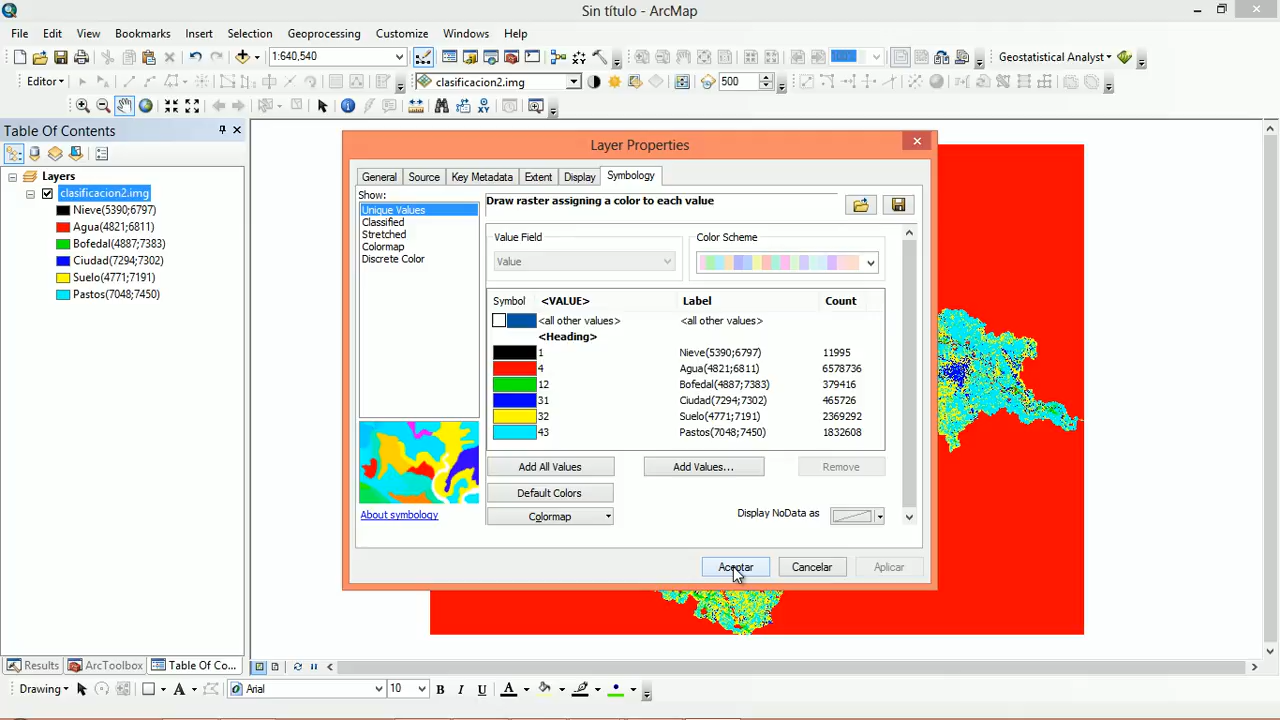 Sin título - ArcMap
File Edit View Bookmarks Insert Selection Geoprocessing Customize Windows Help
1:640,540
Geostatistical Analyst
Editor
clasificacion2.img
500
Table Of Contents
Layers
clasificacion2.img
Nieve(5390;6797)
Agua(4821;6811)
Bofedal(4887;7383)
Ciudad(7294;7302)
Suelo(4771;7191)
Pastos(7048;7450)
Layer Properties
General Source Key Metadata Extent Display Symbology
Show:
Unique Values
Classified
Stretched
Colormap
Discrete Color
About symbology
Draw raster assigning a color to each value
Value Field
Value
Color Scheme
Symbol <VALUE> Label Count
<all other values> <all other values>
<Heading>
1 Nieve(5390;6797) 11995
4 Agua(4821;6811) 6578736
12 Bofedal(4887;7383) 379416
31 Ciudad(7294;7302) 465726
32 Suelo(4771;7191) 2369292
43 Pastos(7048;7450) 1832608
Add All Values Add Values... Remove
Default Colors
Colormap
Display NoData as
Aceptar Cancelar Aplicar
Results ArcToolbox Table Of Co...
Drawing Arial 10 B I U A